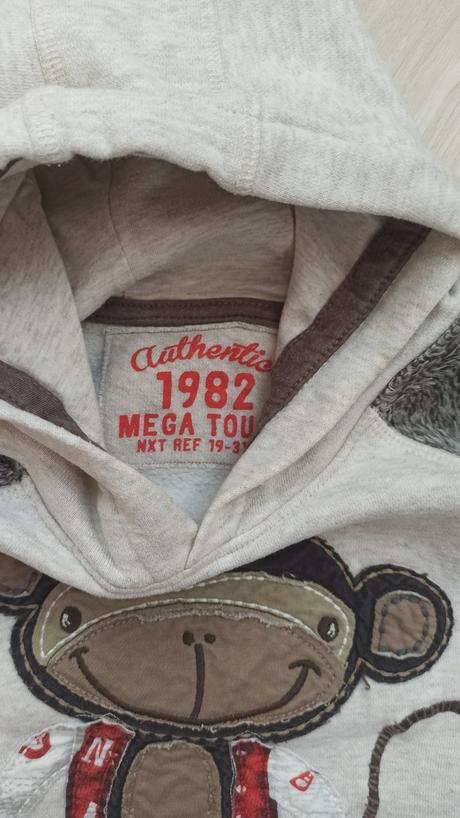 Authentic
1982
MEGA TOU
NXT REF 19-31
N